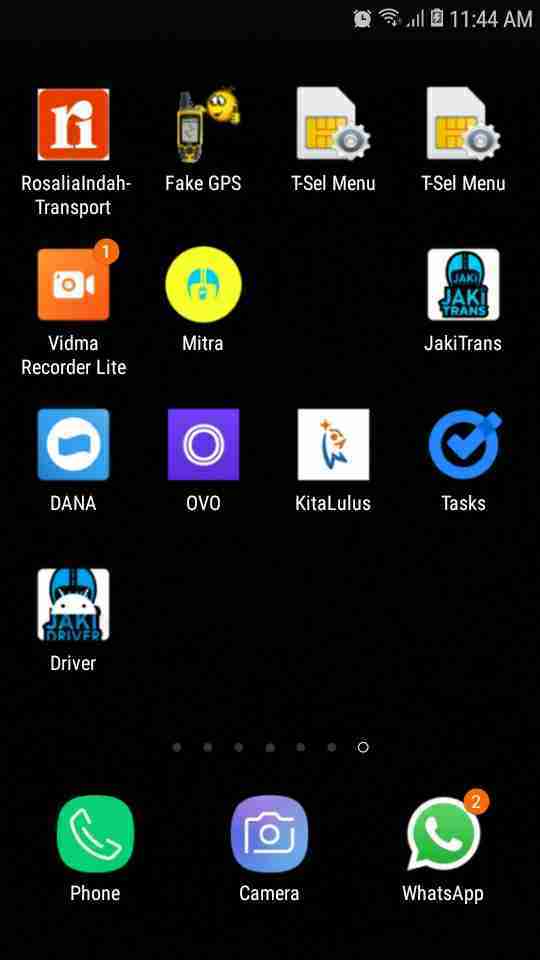 11:44 AM
ri
RosaliaIndah-
Transport
Fake GPS
T-Sel Menu
T-Sel Menu
1
Vidma
Recorder Lite
Mitra
JAKI
JAKi
TRANS
JakiTrans
DANA
OVO
KitaLulus
Tasks
JAKI
DRIVER
Driver
Phone
Camera
2
WhatsApp